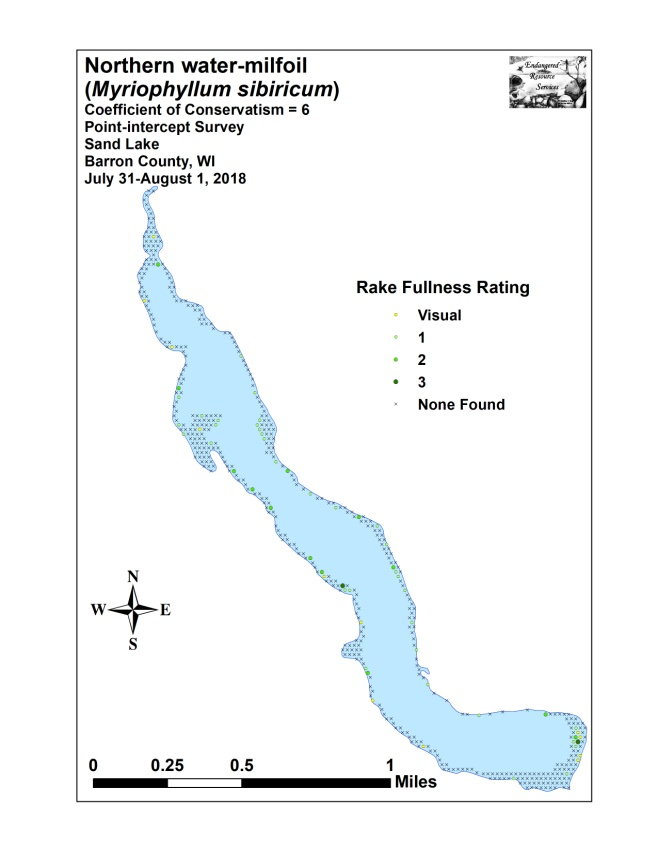 Northern water-milfoil
(Myriophyllum sibiricum)
Coefficient of Conservatism = 6
Point-intercept Survey
Sand Lake
Barron County, WI
July 31-August 1, 2018
Endangered
Resource
Services
Rake Fullness Rating
Visual
1
2
3
None Found
N
W E
S
0 0.25 0.5 1
Miles